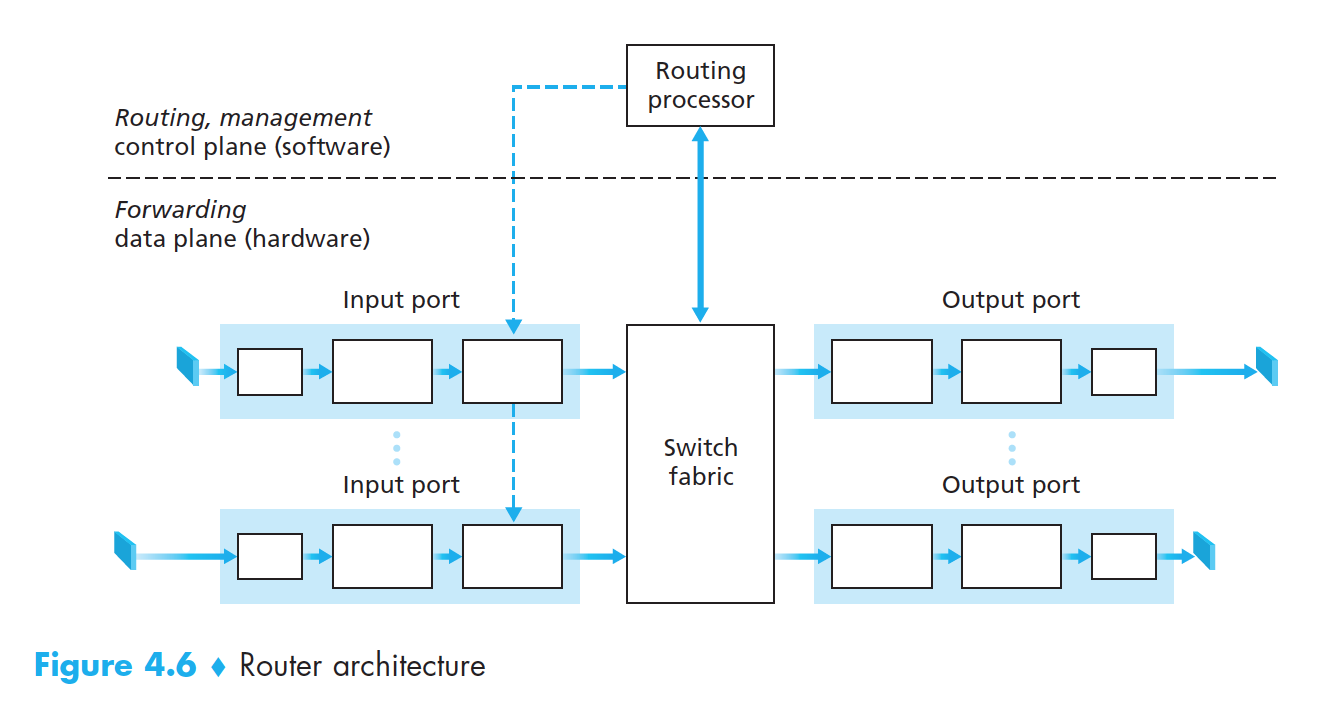 Routing
processor
Routing, management
control plane (software)
Forwarding
data plane (hardware)
Input port
Output port
Switch
fabric
Input port
Output port
Figure 4.6 ♦ Router architecture